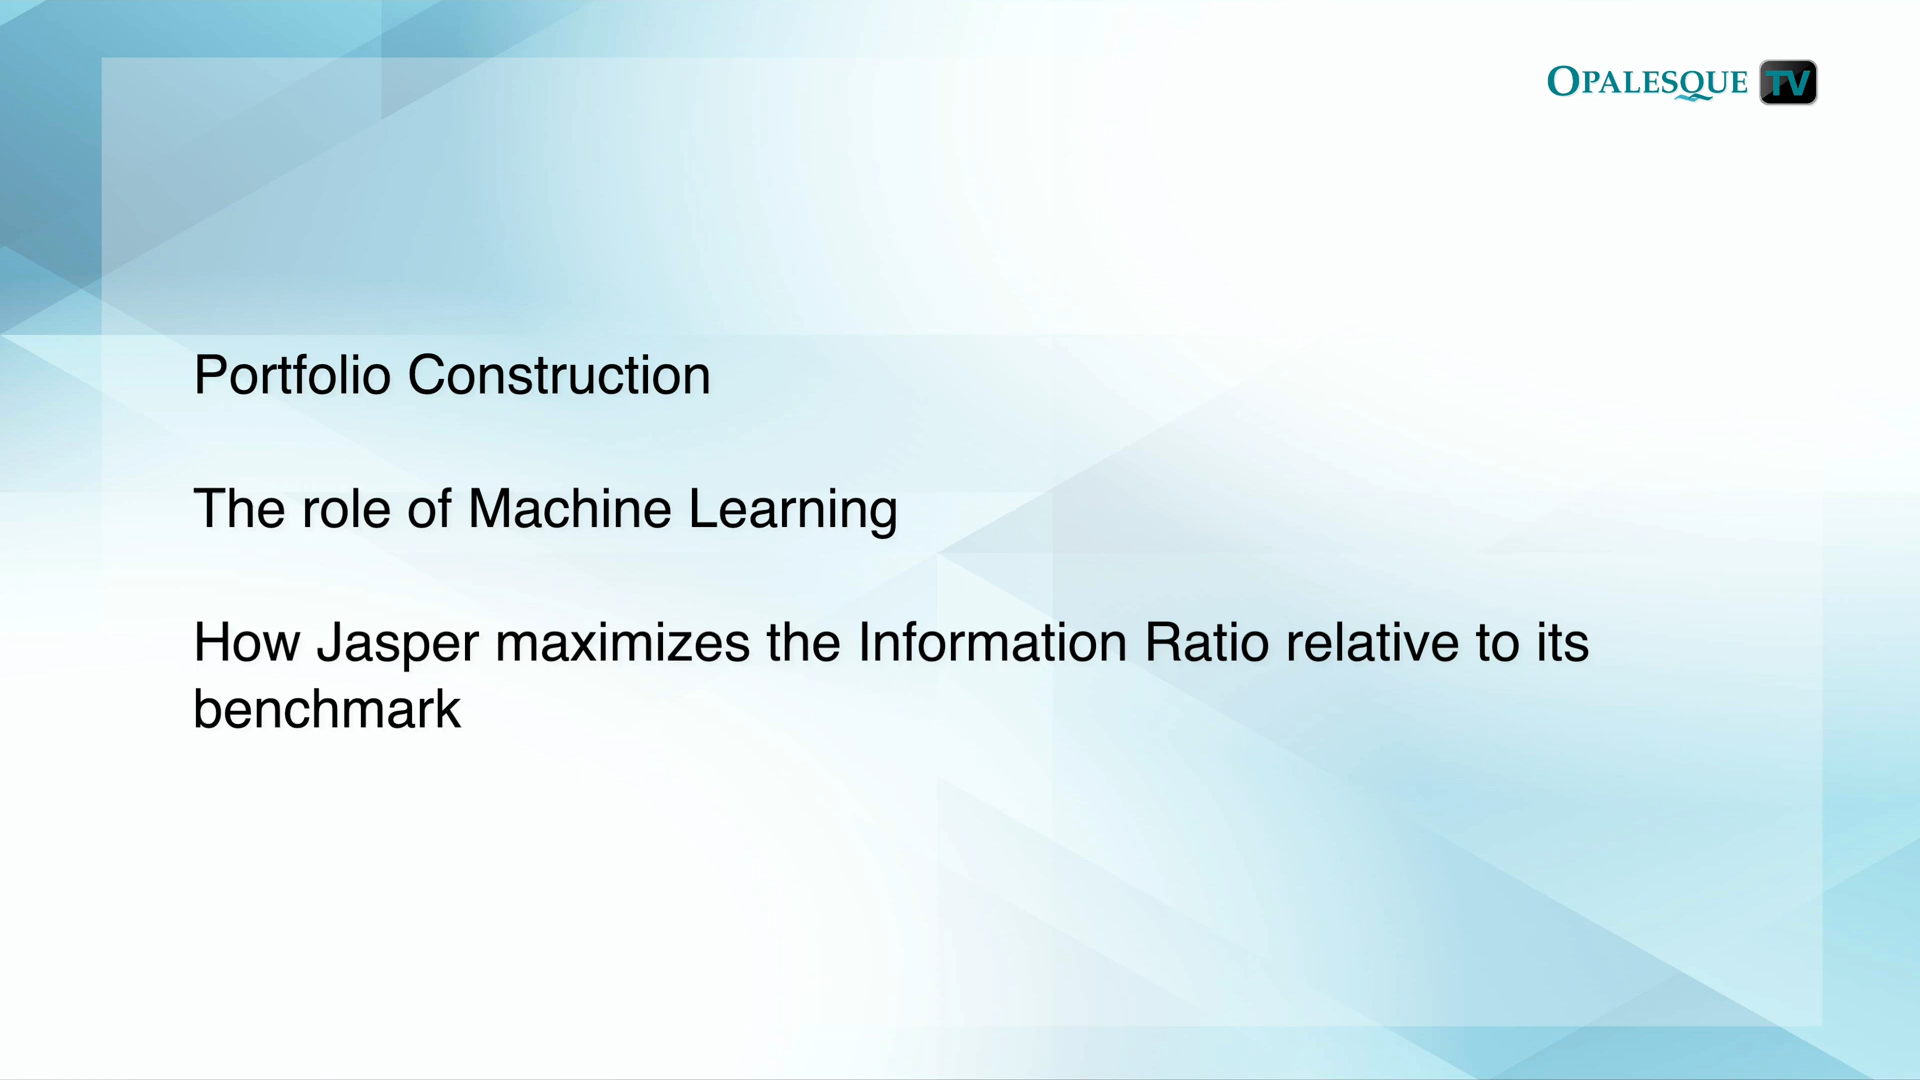 OPALESQUE TV
Portfolio Construction
The role of Machine Learning
How Jasper maximizes the Information Ratio relative to its
benchmark